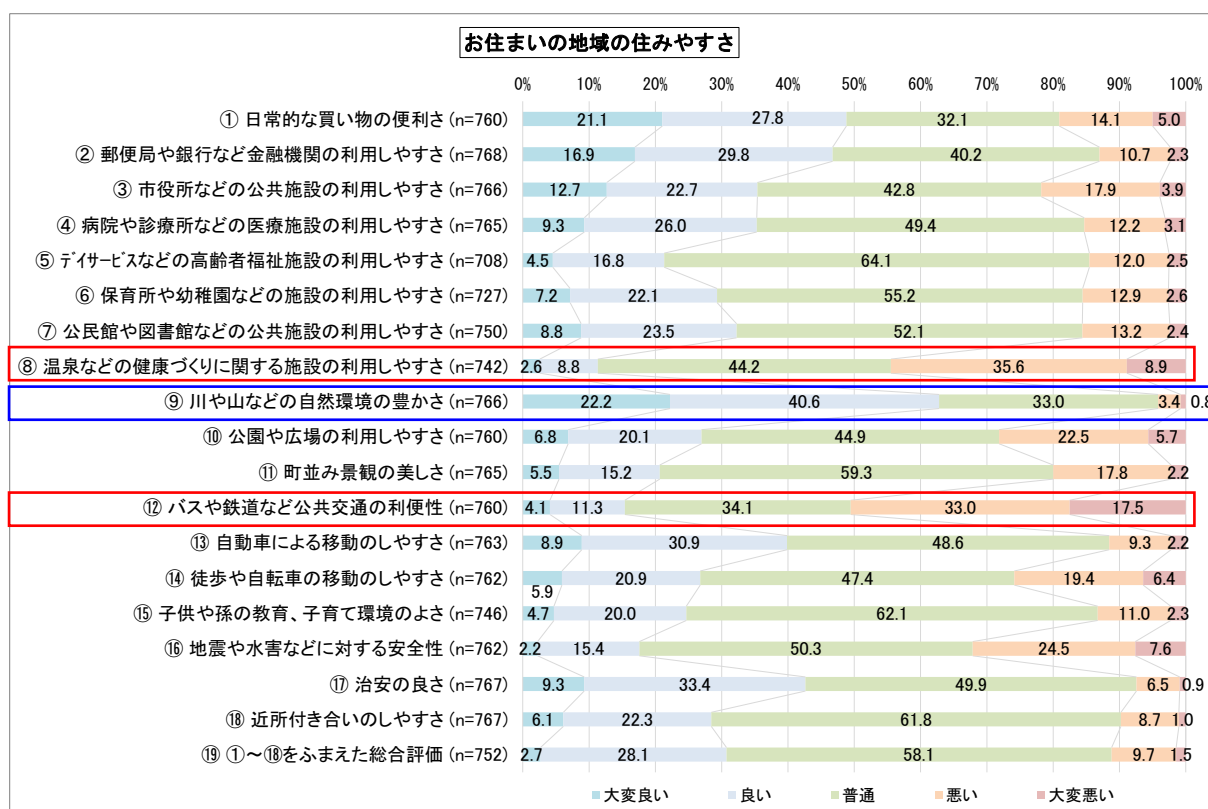 お住まいの地域の住みやすさ
0% 10% 20% 30% 40% 50% 60% 70% 80% 90% 100%
① 日常的な買い物の便利さ (n=760) 21.1 27.8 32.1 14.1 5.0
② 郵便局や銀行など金融機関の利用しやすさ (n=768) 16.9 29.8 40.2 10.7 2.3
③ 市役所などの公共施設の利用しやすさ (n=766) 12.7 22.7 42.8 17.9 3.9
④ 病院や診療所などの医療施設の利用しやすさ (n=765) 9.3 26.0 49.4 12.2 3.1
⑤ デイサービスなどの高齢者福祉施設の利用しやすさ (n=708) 4.5 16.8 64.1 12.0 2.5
⑥ 保育所や幼稚園などの施設の利用しやすさ (n=727) 7.2 22.1 55.2 12.9 2.6
⑦ 公民館や図書館などの公共施設の利用しやすさ (n=750) 8.8 23.5 52.1 13.2 2.4
⑧ 温泉などの健康づくりに関する施設の利用しやすさ (n=742) 2.6 8.8 44.2 35.6 8.9
⑨ 川や山などの自然環境の豊かさ (n=766) 22.2 40.6 33.0 3.4 0.8
⑩ 公園や広場の利用しやすさ (n=760) 6.8 20.1 44.9 22.5 5.7
⑪ 町並み景観の美しさ (n=765) 5.5 15.2 59.3 17.8 2.2
⑫ バスや鉄道など公共交通の利便性 (n=760) 4.1 11.3 34.1 33.0 17.5
⑬ 自動車による移動のしやすさ (n=763) 8.9 30.9 48.6 9.3 2.2
⑭ 徒歩や自転車の移動のしやすさ (n=762) 5.9 20.9 47.4 19.4 6.4
⑮ 子供や孫の教育、子育て環境のよさ (n=746) 4.7 20.0 62.1 11.0 2.3
⑯ 地震や水害などに対する安全性 (n=762) 2.2 15.4 50.3 24.5 7.6
⑰ 治安の良さ (n=767) 9.3 33.4 49.9 6.5 0.9
⑱ 近所付き合いのしやすさ (n=767) 6.1 22.3 61.8 8.7 1.0
⑲ ①～⑱をふまえた総合評価 (n=752) 2.7 28.1 58.1 9.7 1.5
大変良い 良い 普通 悪い 大変悪い